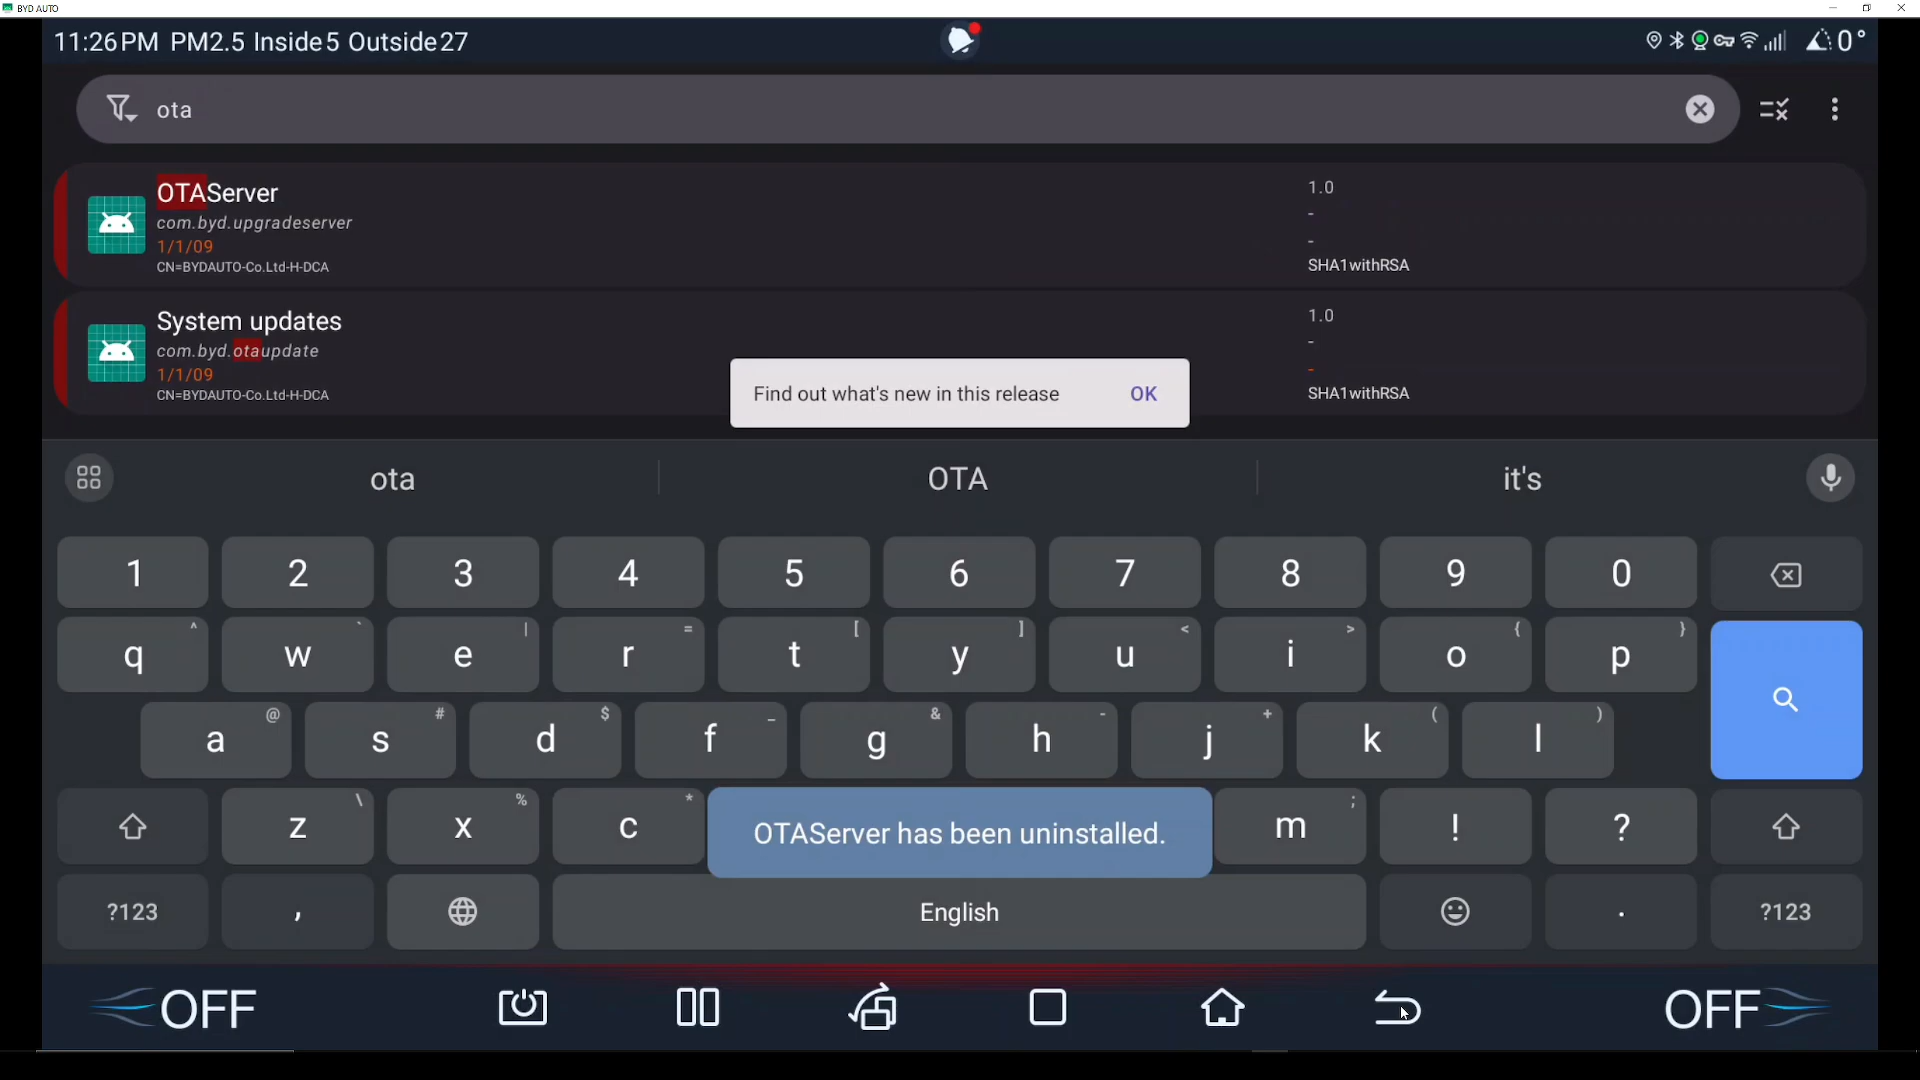 BYD AUTO
11:26PM PM2.5 Inside5 Outside27
0°
ota
OTAServer
com.byd.upgradeserver
1/1/09
CN=BYDAUTO-Co.Ltd-H-DCA
1.0
-
-
SHA1withRSA
System updates
com.byd.otaupdate
1/1/09
CN=BYDAUTO-Co.Ltd-H-DCA
1.0
-
-
SHA1withRSA
Find out what's new in this release OK
ota OTA it's
1 2 3 4 5 6 7 8 9 0
^ ` | = [ ] < > { }
q w e r t y u i o p
@ # $ _ & - + ( )
a s d f g h j k l
\ % * ;
z x c m ! ?
OTAServer has been uninstalled.
?123 , English . ?123
OFF OFF